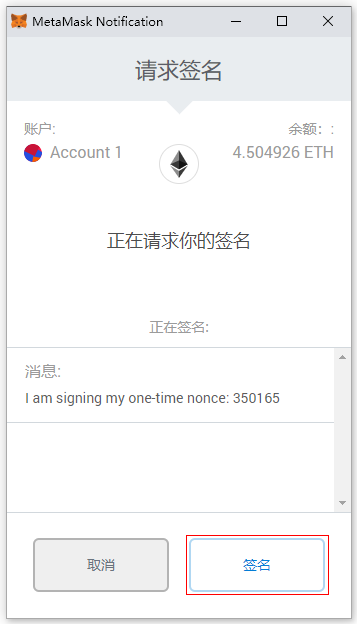 MetaMask Notification
请求签名
账户:
余额: :
Account 1
4.504926 ETH
正在请求你的签名
正在签名:
消息:
I am signing my one-time nonce: 350165
取消
签名